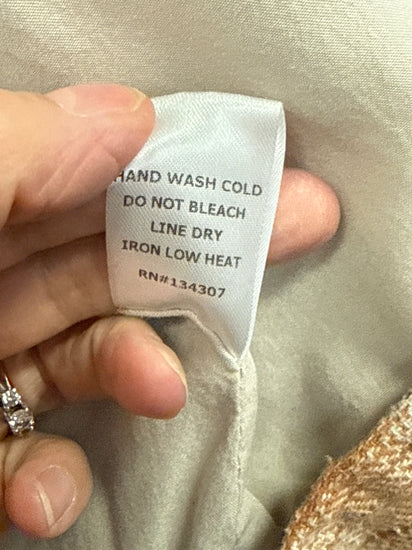 HAND WASH COLD
DO NOT BLEACH
LINE DRY
IRON LOW HEAT
RN#134307